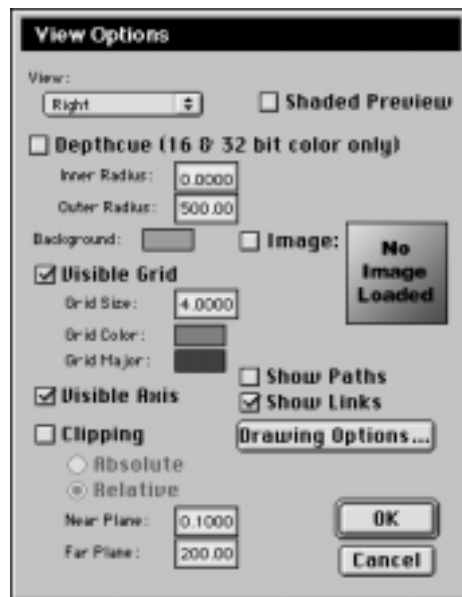 View Options
View:
Right
Shaded Preview
Depthcue (16 & 32 bit color only)
Inner Radius: 0.0000
Outer Radius: 500.00
Background:
Image:
No
Image
Loaded
Visible Grid
Grid Size: 4.0000
Grid Color:
Grid Major:
Show Paths
Visible Axis
Show Links
Clipping
Drawing Options...
Absolute
Relative
Near Plane: 0.1000
OK
Far Plane: 200.00
Cancel